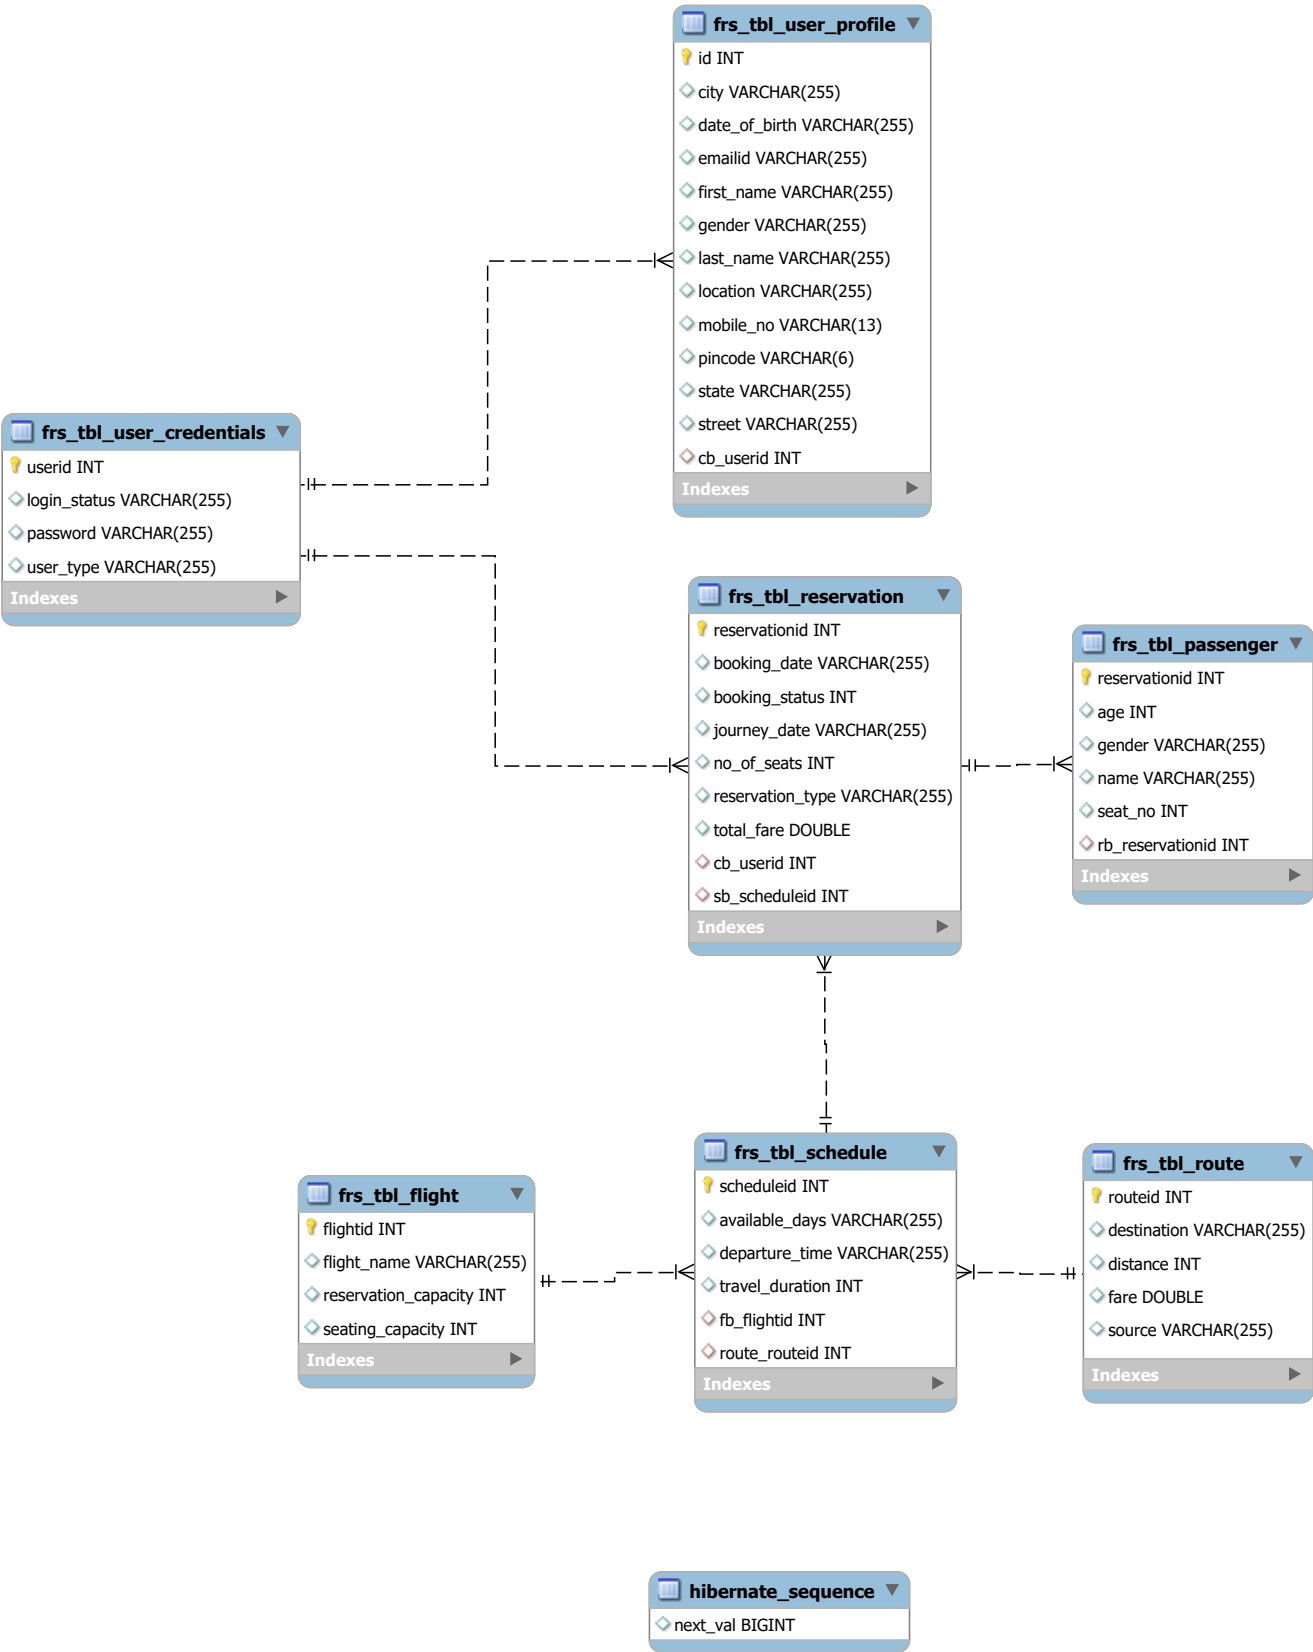 frs_tbl_user_profile
id INT
city VARCHAR(255)
date_of_birth VARCHAR(255)
emailid VARCHAR(255)
first_name VARCHAR(255)
gender VARCHAR(255)
last_name VARCHAR(255)
location VARCHAR(255)
mobile_no VARCHAR(13)
pincode VARCHAR(6)
state VARCHAR(255)
street VARCHAR(255)
cb_userid INT
Indexes
frs_tbl_user_credentials
userid INT
login_status VARCHAR(255)
password VARCHAR(255)
user_type VARCHAR(255)
Indexes
frs_tbl_reservation
reservationid INT
booking_date VARCHAR(255)
booking_status INT
journey_date VARCHAR(255)
no_of_seats INT
reservation_type VARCHAR(255)
total_fare DOUBLE
cb_userid INT
sb_scheduleid INT
Indexes
frs_tbl_passenger
reservationid INT
age INT
gender VARCHAR(255)
name VARCHAR(255)
seat_no INT
rb_reservationid INT
Indexes
frs_tbl_flight
flightid INT
flight_name VARCHAR(255)
reservation_capacity INT
seating_capacity INT
Indexes
frs_tbl_schedule
scheduleid INT
available_days VARCHAR(255)
departure_time VARCHAR(255)
travel_duration INT
fb_flightid INT
route_routeid INT
Indexes
frs_tbl_route
routeid INT
destination VARCHAR(255)
distance INT
fare DOUBLE
source VARCHAR(255)
Indexes
hibernate_sequence
next_val BIGINT